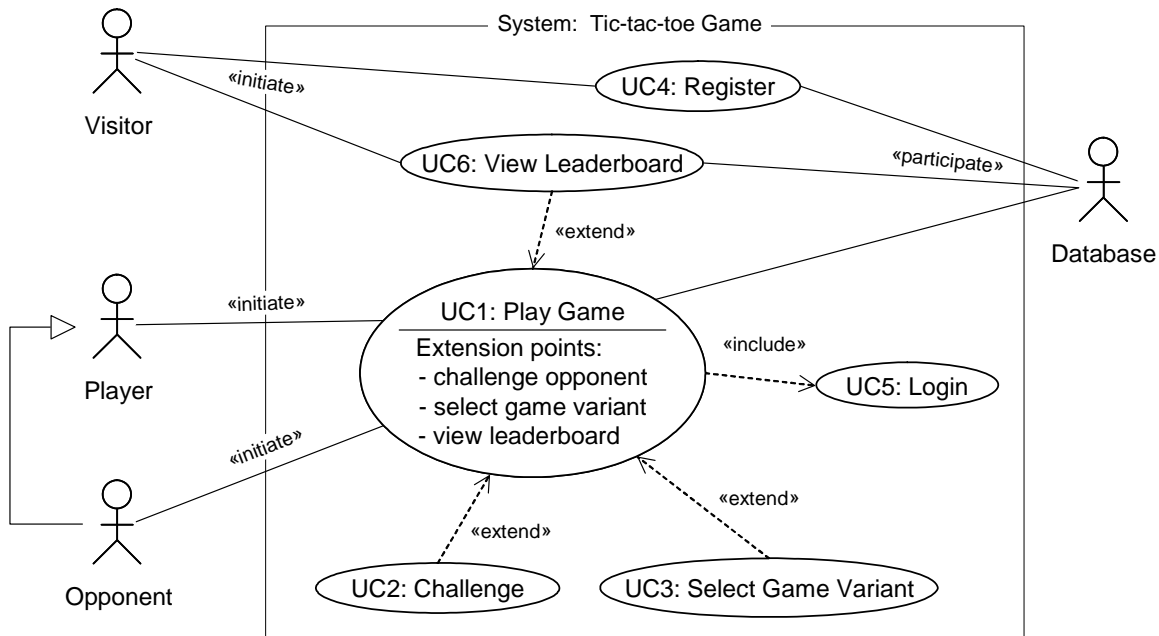 System: Tic-tac-toe Game
«initiate»
UC4: Register
Visitor
UC6: View Leaderboard
«participate»
«extend»
Database
«initiate»
UC1: Play Game
Extension points:
- challenge opponent
- select game variant
- view leaderboard
«include»
UC5: Login
Player
«initiate»
«extend»
«extend»
UC2: Challenge
UC3: Select Game Variant
Opponent